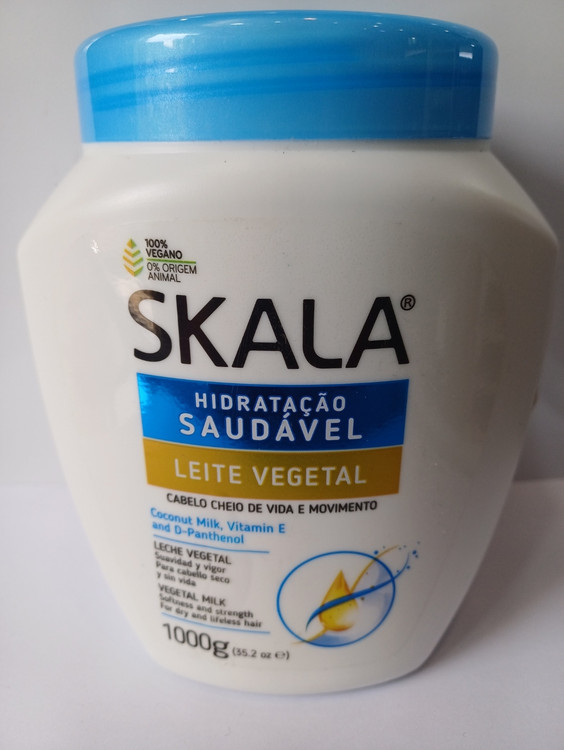 100%
VEGANO
0% ORIGEM
ANIMAL
SKALA®
HIDRATAÇÃO
SAUDÁVEL
LEITE VEGETAL
CABELO CHEIO DE VIDA E MOVIMENTO
Coconut Milk, Vitamin E
and D-Panthenol
LECHE VEGETAL
Suavidad y vigor
Para cabello seco
y sin vida
VEGETAL MILK
Softness and strength
For dry and lifeless hair
1000g (35.2 oz ℮)